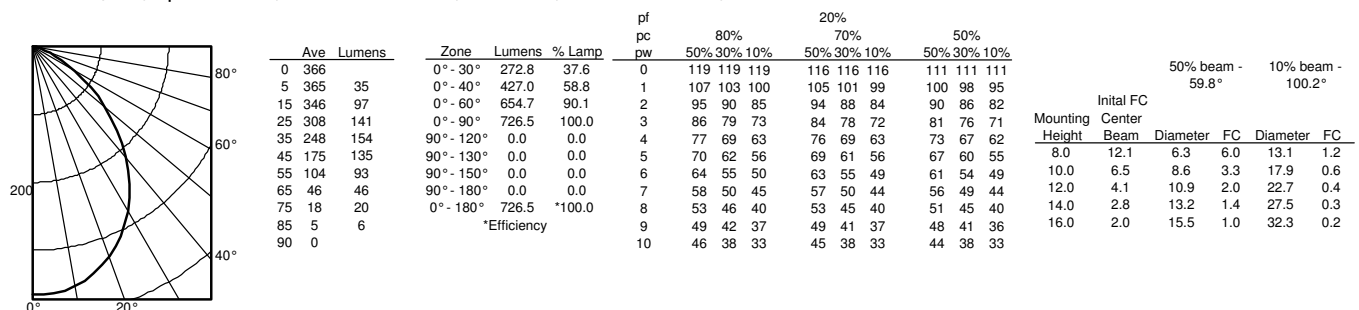 80°
60°
40°
20°
0°
200
Ave Lumens
0 366
5 365 35
15 346 97
25 308 141
35 248 154
45 175 135
55 104 93
65 46 46
75 18 20
85 5 6
90 0
Zone Lumens % Lamp
0° - 30° 272.8 37.6
0° - 40° 427.0 58.8
0° - 60° 654.7 90.1
0° - 90° 726.5 100.0
90° - 120° 0.0 0.0
90° - 130° 0.0 0.0
90° - 150° 0.0 0.0
90° - 180° 0.0 0.0
0° - 180° 726.5 *100.0
*Efficiency
pf 20%
pc 80% 70% 50%
pw 50% 30% 10% 50% 30% 10% 50% 30% 10%
0 119 119 119 116 116 116 111 111 111
1 107 103 100 105 101 99 100 98 95
2 95 90 85 94 88 84 90 86 82
3 86 79 73 84 78 72 81 76 71
4 77 69 63 76 69 63 73 67 62
5 70 62 56 69 61 56 67 60 55
6 64 55 50 63 55 49 61 54 49
7 58 50 45 57 50 44 56 49 44
8 53 46 40 53 45 40 51 45 40
9 49 42 37 49 41 37 48 41 36
10 46 38 33 45 38 33 44 38 33
50% beam - 10% beam -
59.8° 100.2°
Inital FC
Mounting Center
Height Beam Diameter FC Diameter FC
8.0 12.1 6.3 6.0 13.1 1.2
10.0 6.5 8.6 3.3 17.9 0.6
12.0 4.1 10.9 2.0 22.7 0.4
14.0 2.8 13.2 1.4 27.5 0.3
16.0 2.0 15.5 1.0 32.3 0.2